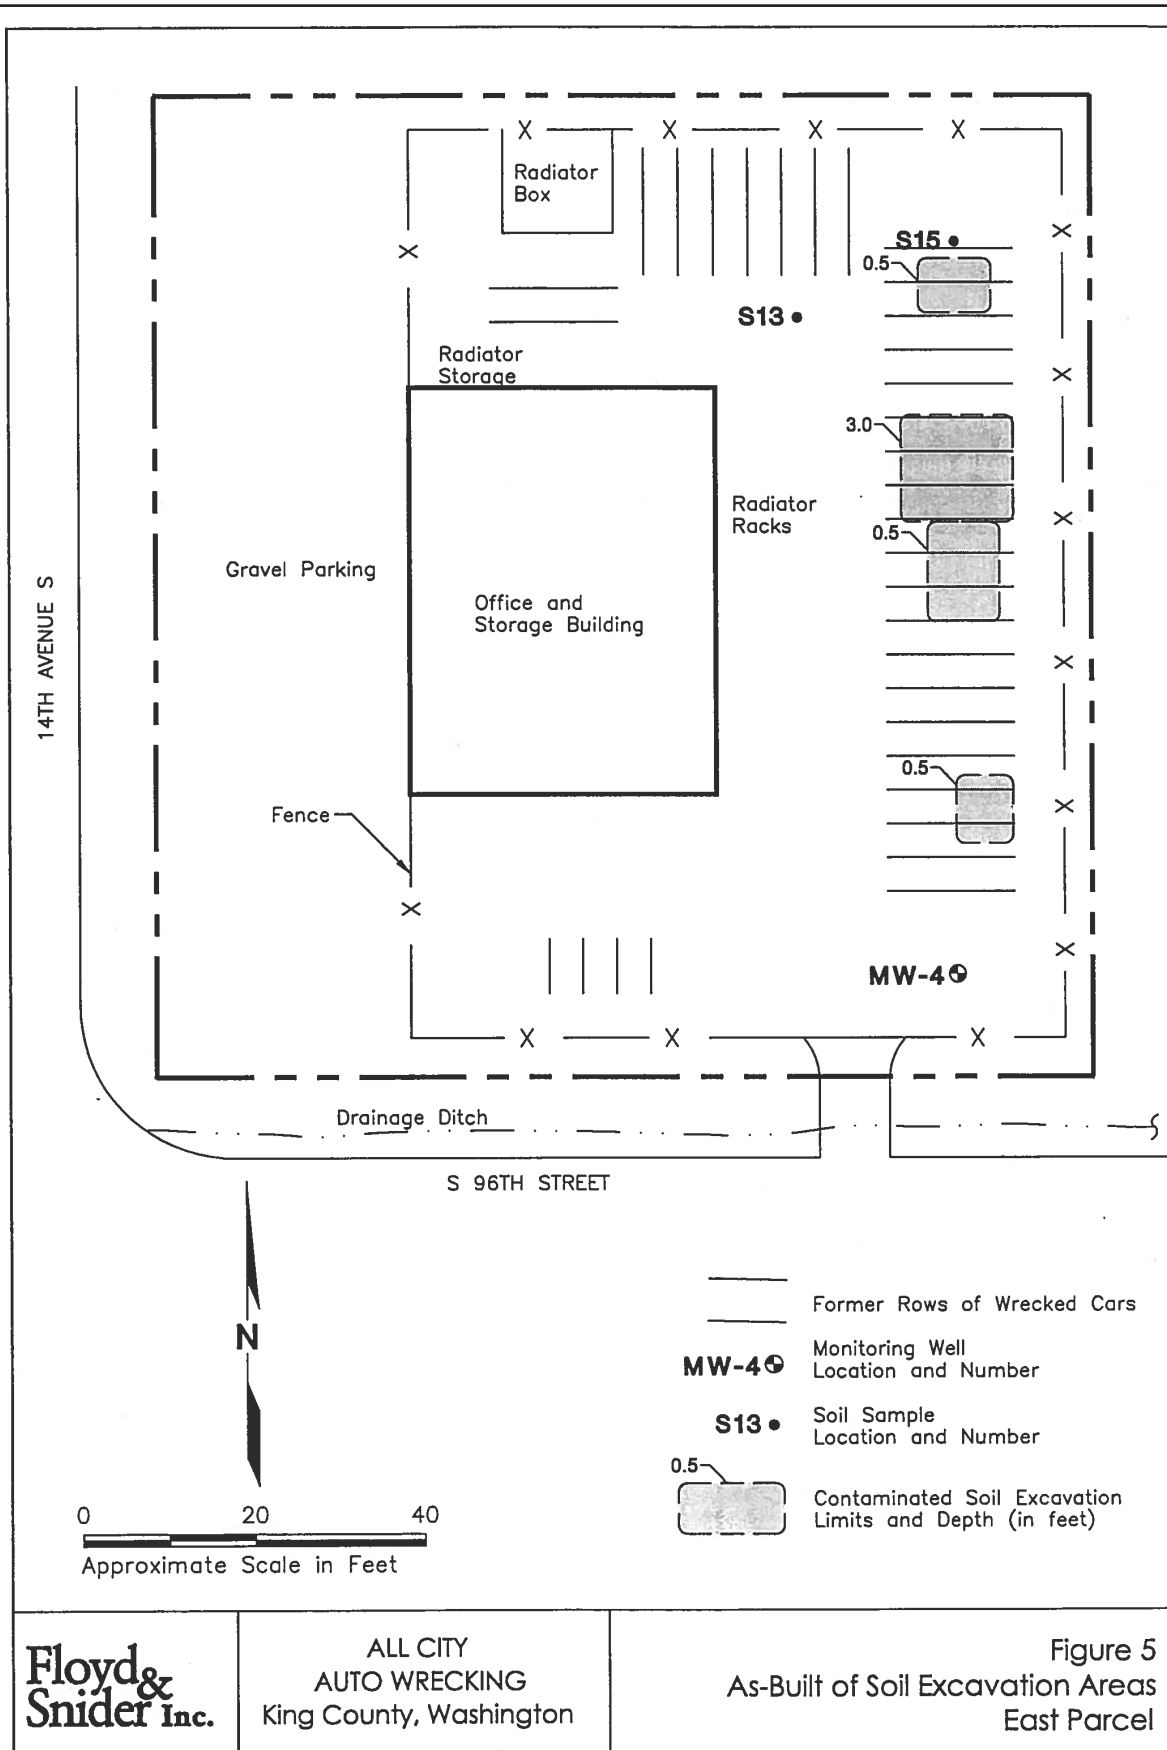 X X X X
Radiator
Box
X
X
S15
0.5
S13
Radiator
Storage
X
3.0
Radiator
Racks
X
0.5
Gravel Parking
Office and
Storage Building
14TH AVENUE S
X
0.5
Fence
X
X
X
MW-4
X X X
Drainage Ditch
S 96TH STREET
N
Former Rows of Wrecked Cars
MW-4
Monitoring Well
Location and Number
S13
Soil Sample
Location and Number
0.5
Contaminated Soil Excavation
Limits and Depth (in feet)
0 20 40
Approximate Scale in Feet
Floyd&
Snider Inc.
ALL CITY
AUTO WRECKING
King County, Washington
Figure 5
As-Built of Soil Excavation Areas
East Parcel